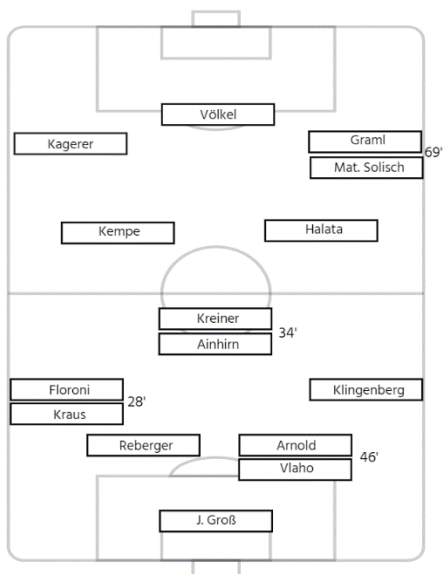 Völkel
Kagerer
Graml
69'
Mat. Solisch
Kempe
Halata
Kreiner
34'
Ainhirn
Floroni
28'
Kraus
Klingenberg
Reberger
Arnold
46'
Vlaho
J. Groß